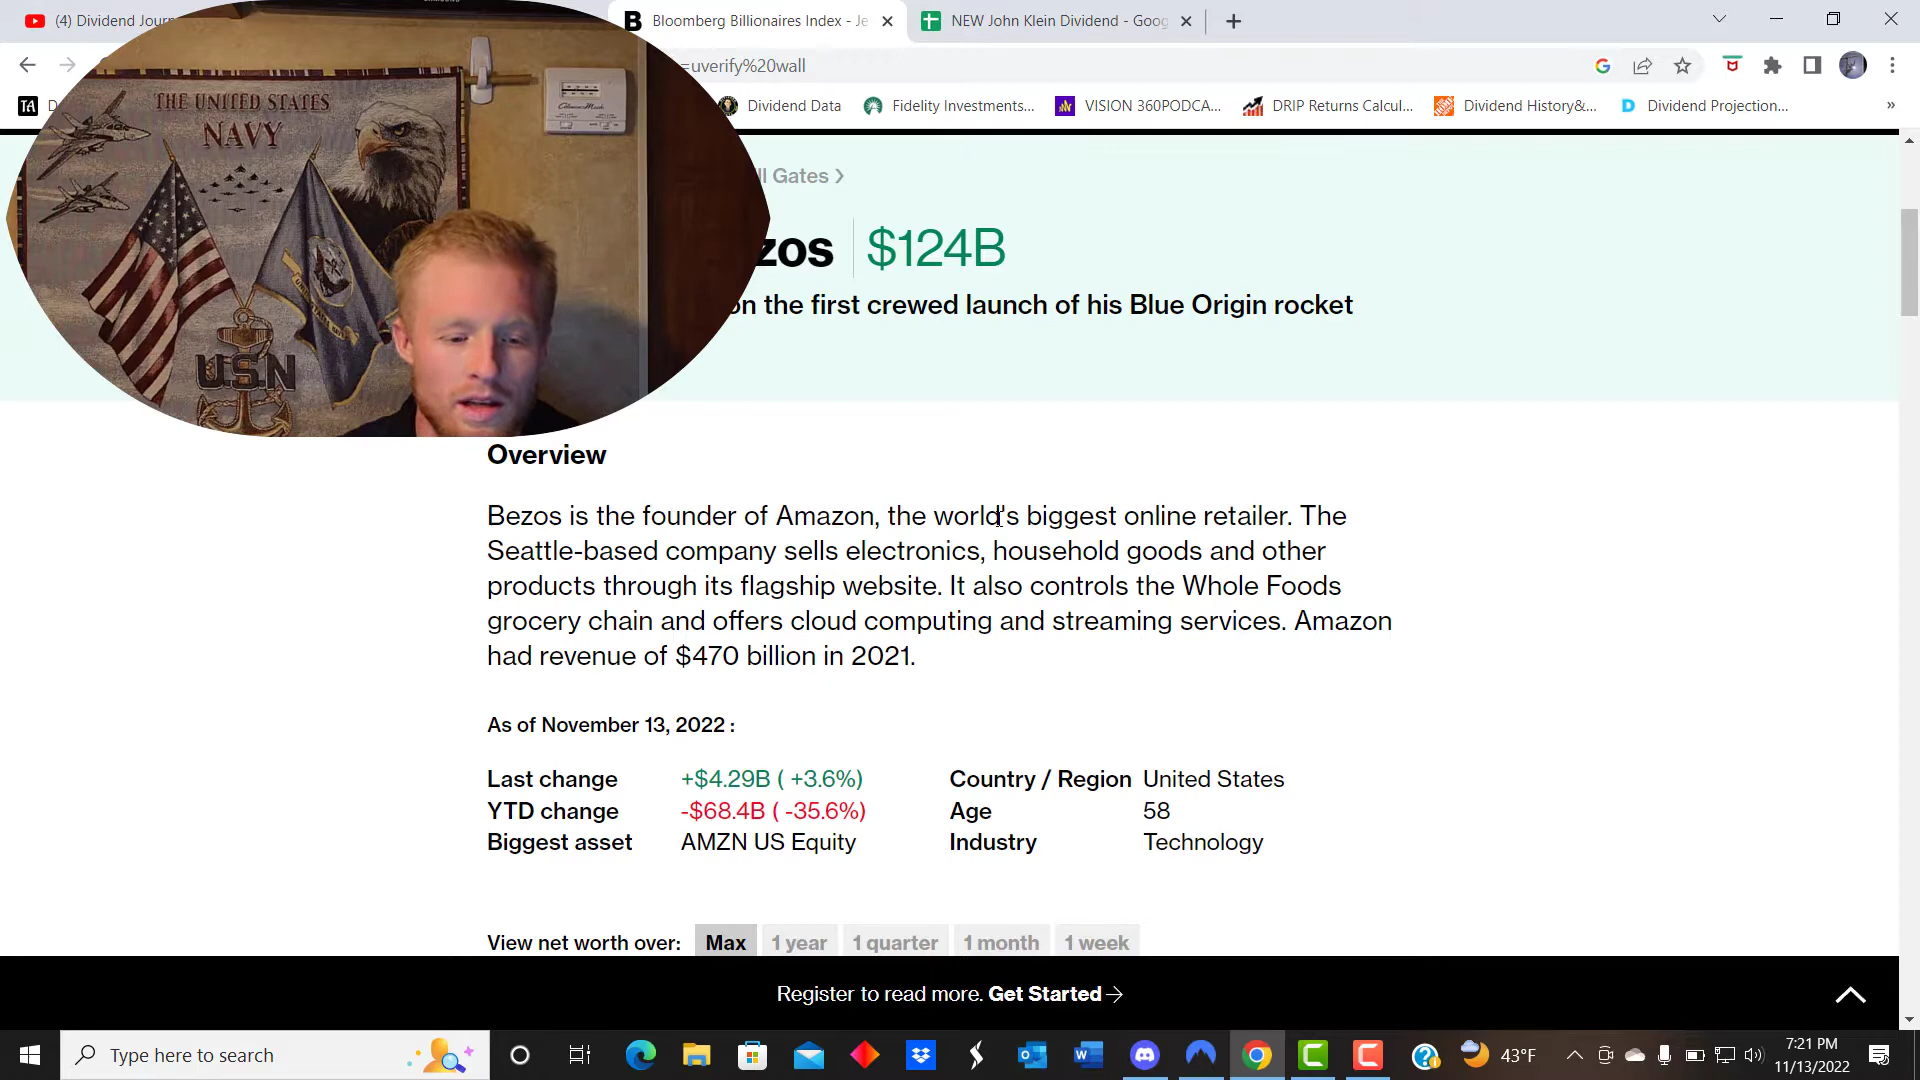 (4) Dividend Jour
Bloomberg Billionaires Index - Je
NEW John Klein Dividend - Goog
=uverify%20wall
Dividend Data
Fidelity Investments...
VISION 360PODCA...
DRIP Returns Calcul...
Dividend History&...
Dividend Projection...
»
THE UNITED STATES
NAVY
U.S.N
ll Gates
zos
$124B
on the first crewed launch of his Blue Origin rocket
Overview
Bezos is the founder of Amazon, the world's biggest online retailer. The
Seattle-based company sells electronics, household goods and other
products through its flagship website. It also controls the Whole Foods
grocery chain and offers cloud computing and streaming services. Amazon
had revenue of $470 billion in 2021.
As of November 13, 2022 :
Last change +$4.29B ( +3.6%) Country / Region United States
YTD change -$68.4B ( -35.6%) Age 58
Biggest asset AMZN US Equity Industry Technology
View net worth over: Max 1 year 1 quarter 1 month 1 week
Register to read more. Get Started
Type here to search
43°F
7:21 PM
11/13/2022